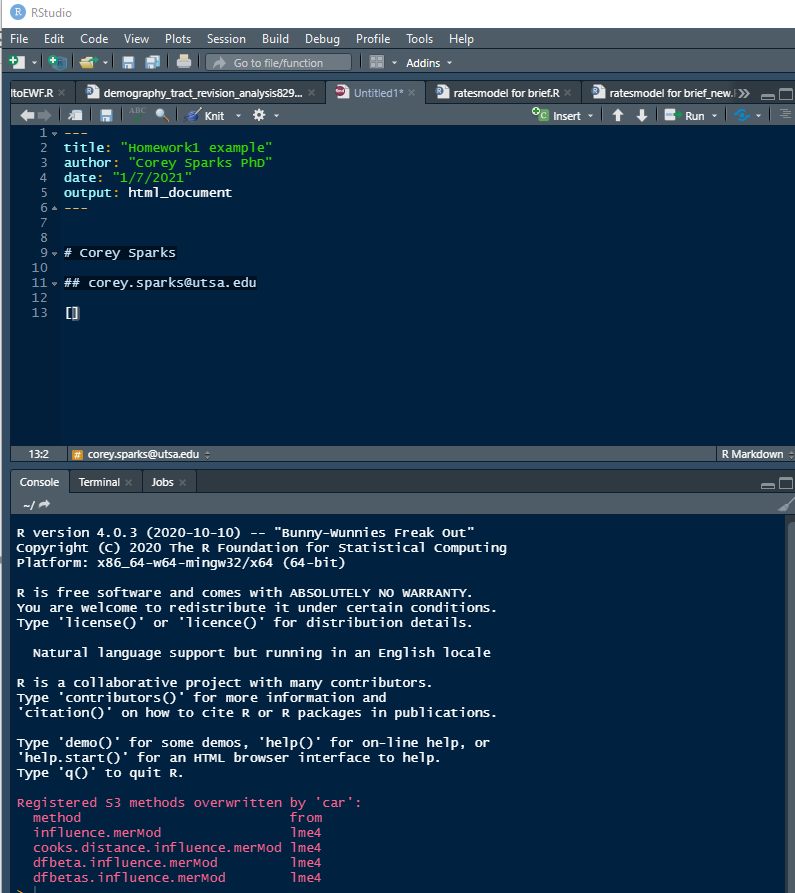 RStudio
File Edit Code View Plots Session Build Debug Profile Tools Help
Go to file/function Addins
ltoEWF.R demography_tract_revision_analysis829... Untitled1* ratesmodel for brief.R ratesmodel for brief_new.
ABC Knit Insert Run
1 ---
2 title: "Homework1 example"
3 author: "Corey Sparks PhD"
4 date: "1/7/2021"
5 output: html_document
6 ---
7
8
9 # Corey Sparks
10
11 ## corey.sparks@utsa.edu
12
13 []
13:2 # corey.sparks@utsa.edu R Markdown
Console Terminal Jobs
~/
R version 4.0.3 (2020-10-10) -- "Bunny-Wunnies Freak Out"
Copyright (C) 2020 The R Foundation for Statistical Computing
Platform: x86_64-w64-mingw32/x64 (64-bit)
R is free software and comes with ABSOLUTELY NO WARRANTY.
You are welcome to redistribute it under certain conditions.
Type 'license()' or 'licence()' for distribution details.
Natural language support but running in an English locale
R is a collaborative project with many contributors.
Type 'contributors()' for more information and
'citation()' on how to cite R or R packages in publications.
Type 'demo()' for some demos, 'help()' for on-line help, or
'help.start()' for an HTML browser interface to help.
Type 'q()' to quit R.
Registered S3 methods overwritten by 'car':
method from
influence.merMod lme4
cooks.distance.influence.merMod lme4
dfbeta.influence.merMod lme4
dfbetas.influence.merMod lme4
>